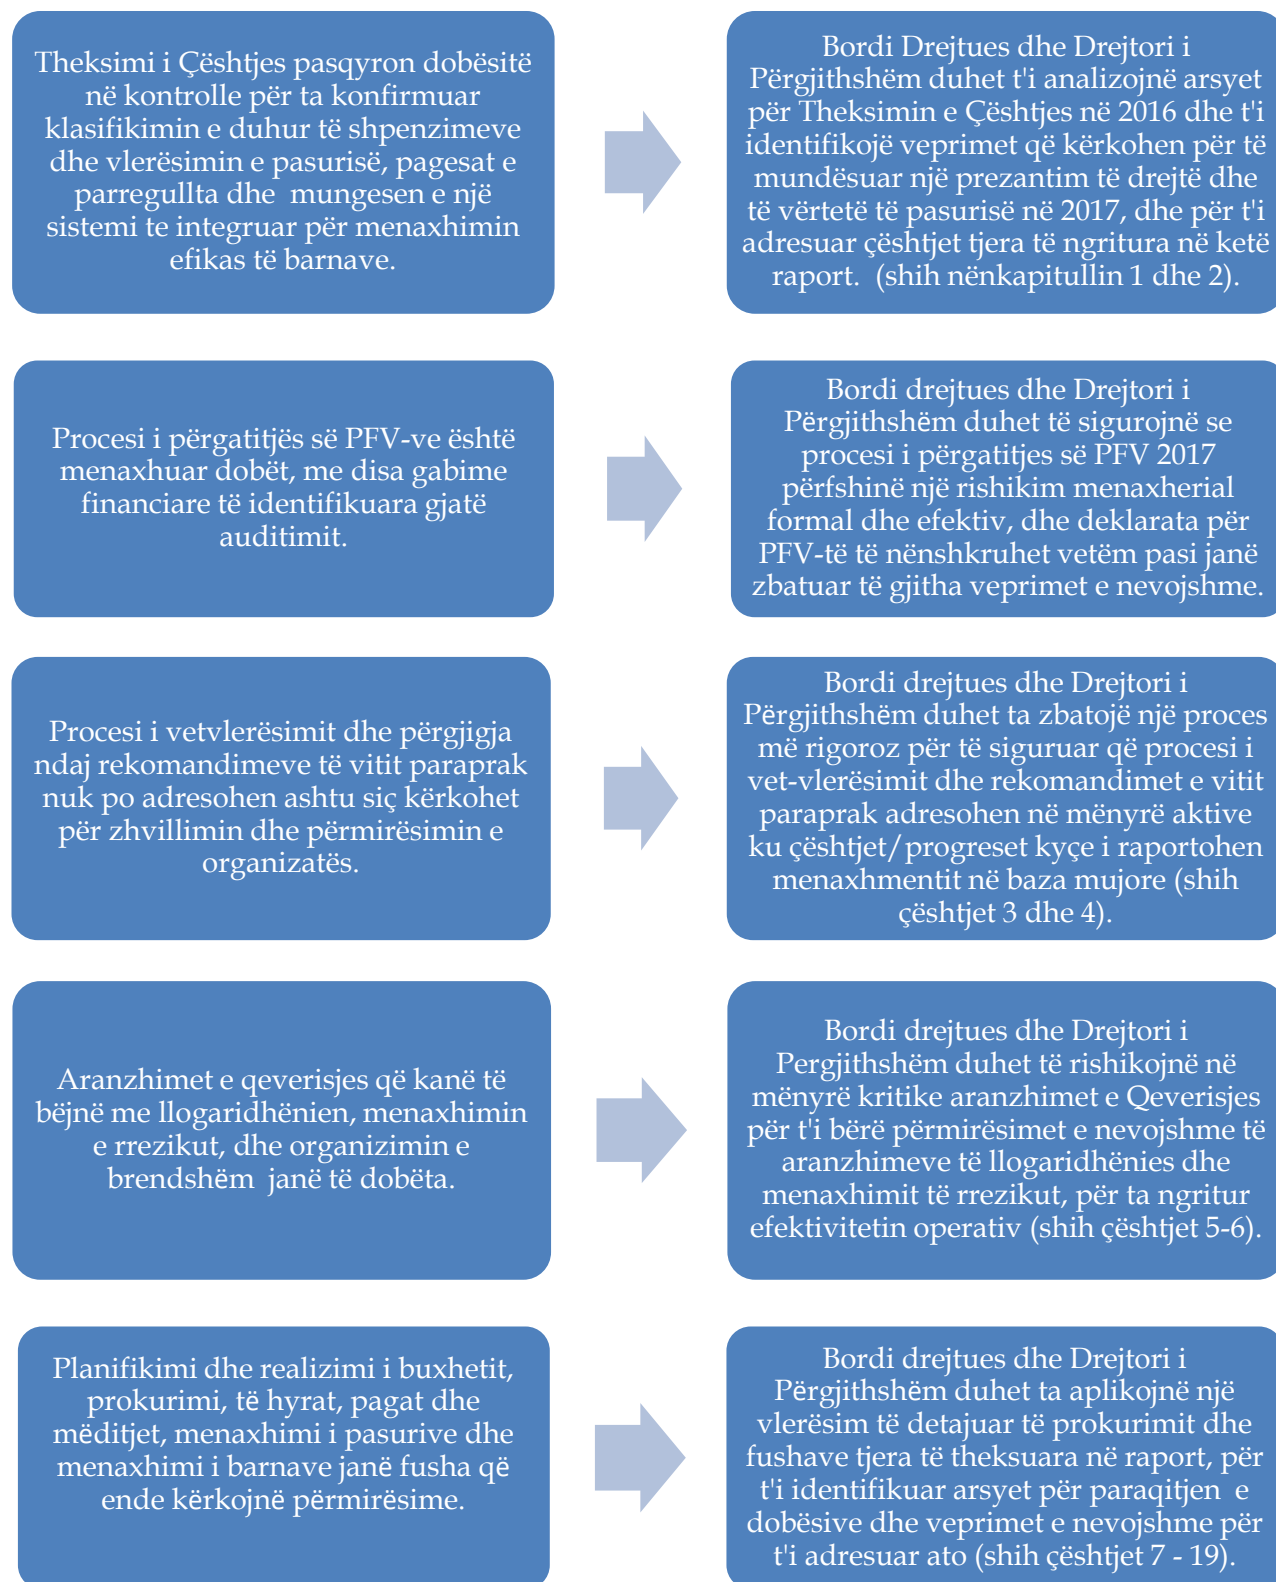 Theksimi i Çështjes pasqyron dobësitë
në kontrolle për ta konfirmuar
klasifikimin e duhur të shpenzimeve
dhe vlerësimin e pasurisë, pagesat e
parregullta dhe  mungesen e një
sistemi te integruar për menaxhimin
efikas të barnave.
Bordi Drejtues dhe Drejtori i
Përgjithshëm duhet t'i analizojnë arsyet
për Theksimin e Çështjes në 2016 dhe t'i
identifikojë veprimet që kërkohen për të
mundësuar një prezantim të drejtë dhe
të vërtetë të pasurisë në 2017, dhe për t'i
adresuar çështjet tjera të ngritura në ketë
raport.  (shih nënkapitullin 1 dhe 2).
Procesi i përgatitjës së PFV-ve është
menaxhuar dobët, me disa gabime
financiare të identifikuara gjatë
auditimit.
Bordi drejtues dhe Drejtori i
Përgjithshëm duhet të sigurojnë se
procesi i përgatitjes së PFV 2017
përfshinë një rishikim menaxherial
formal dhe efektiv, dhe deklarata për
PFV-të të nënshkruhet vetëm pasi janë
zbatuar të gjitha veprimet e nevojshme.
Procesi i vetvlerësimit dhe përgjigja
ndaj rekomandimeve të vitit paraprak
nuk po adresohen ashtu siç kërkohet
për zhvillimin dhe përmirësimin e
organizatës.
Bordi drejtues dhe Drejtori i
Përgjithshëm duhet ta zbatojë një proces
më rigoroz për të siguruar që procesi i
vet-vlerësimit dhe rekomandimet e vitit
paraprak adresohen në mënyrë aktive
ku çështjet/progreset kyçe i raportohen
menaxhmentit në baza mujore (shih
çështjet 3 dhe 4).
Aranzhimet e qeverisjes që kanë të
bëjnë me llogaridhënien, menaxhimin
e rrezikut, dhe organizimin e
brendshëm  janë të dobëta.
Bordi drejtues dhe Drejtori i
Pergjithshëm duhet të rishikojnë në
mënyrë kritike aranzhimet e Qeverisjes
për t'i bërë përmirësimet e nevojshme të
aranzhimeve të llogaridhënies dhe
menaxhimit të rrezikut, për ta ngritur
efektivitetin operativ (shih çështjet 5-6).
Planifikimi dhe realizimi i buxhetit,
prokurimi, të hyrat, pagat dhe
mëditjet, menaxhimi i pasurive dhe
menaxhimi i barnave janë fusha që
ende kërkojnë përmirësime.
Bordi drejtues dhe Drejtori i
Përgjithshëm duhet ta aplikojnë një
vlerësim të detajuar të prokurimit dhe
fushave tjera të theksuara në raport, për
t'i identifikuar arsyet për paraqitjen  e
dobësive dhe veprimet e nevojshme për
t'i adresuar ato (shih çështjet 7 - 19).